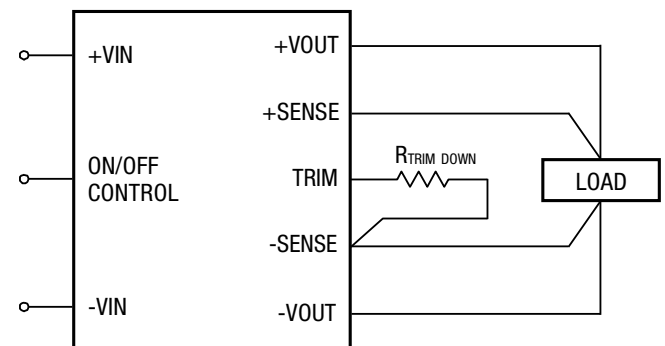 +VIN
ON/OFF
CONTROL
-VIN
+VOUT
+SENSE
TRIM
-SENSE
-VOUT
RTRIM DOWN
LOAD